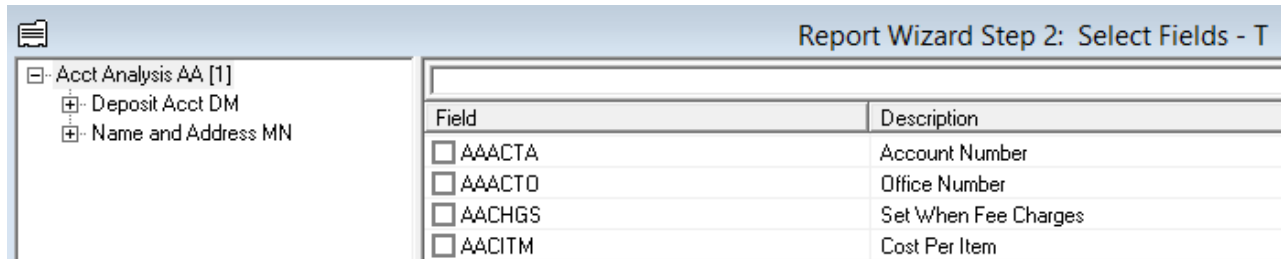 Report Wizard Step 2: Select Fields - T
Acct Analysis AA [1]
Deposit Acct DM
Name and Address MN
Field Description
AAACTA Account Number
AAACTO Office Number
AACHGS Set When Fee Charges
AACITM Cost Per Item